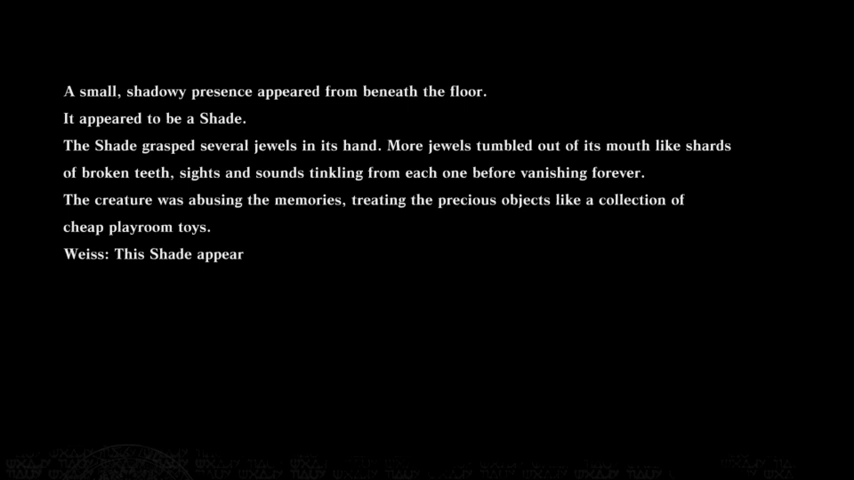 A small, shadowy presence appeared from beneath the floor.
It appeared to be a Shade.
The Shade grasped several jewels in its hand. More jewels tumbled out of its mouth like shards
of broken teeth, sights and sounds tinkling from each one before vanishing forever.
The creature was abusing the memories, treating the precious objects like a collection of
cheap playroom toys.
Weiss: This Shade appear